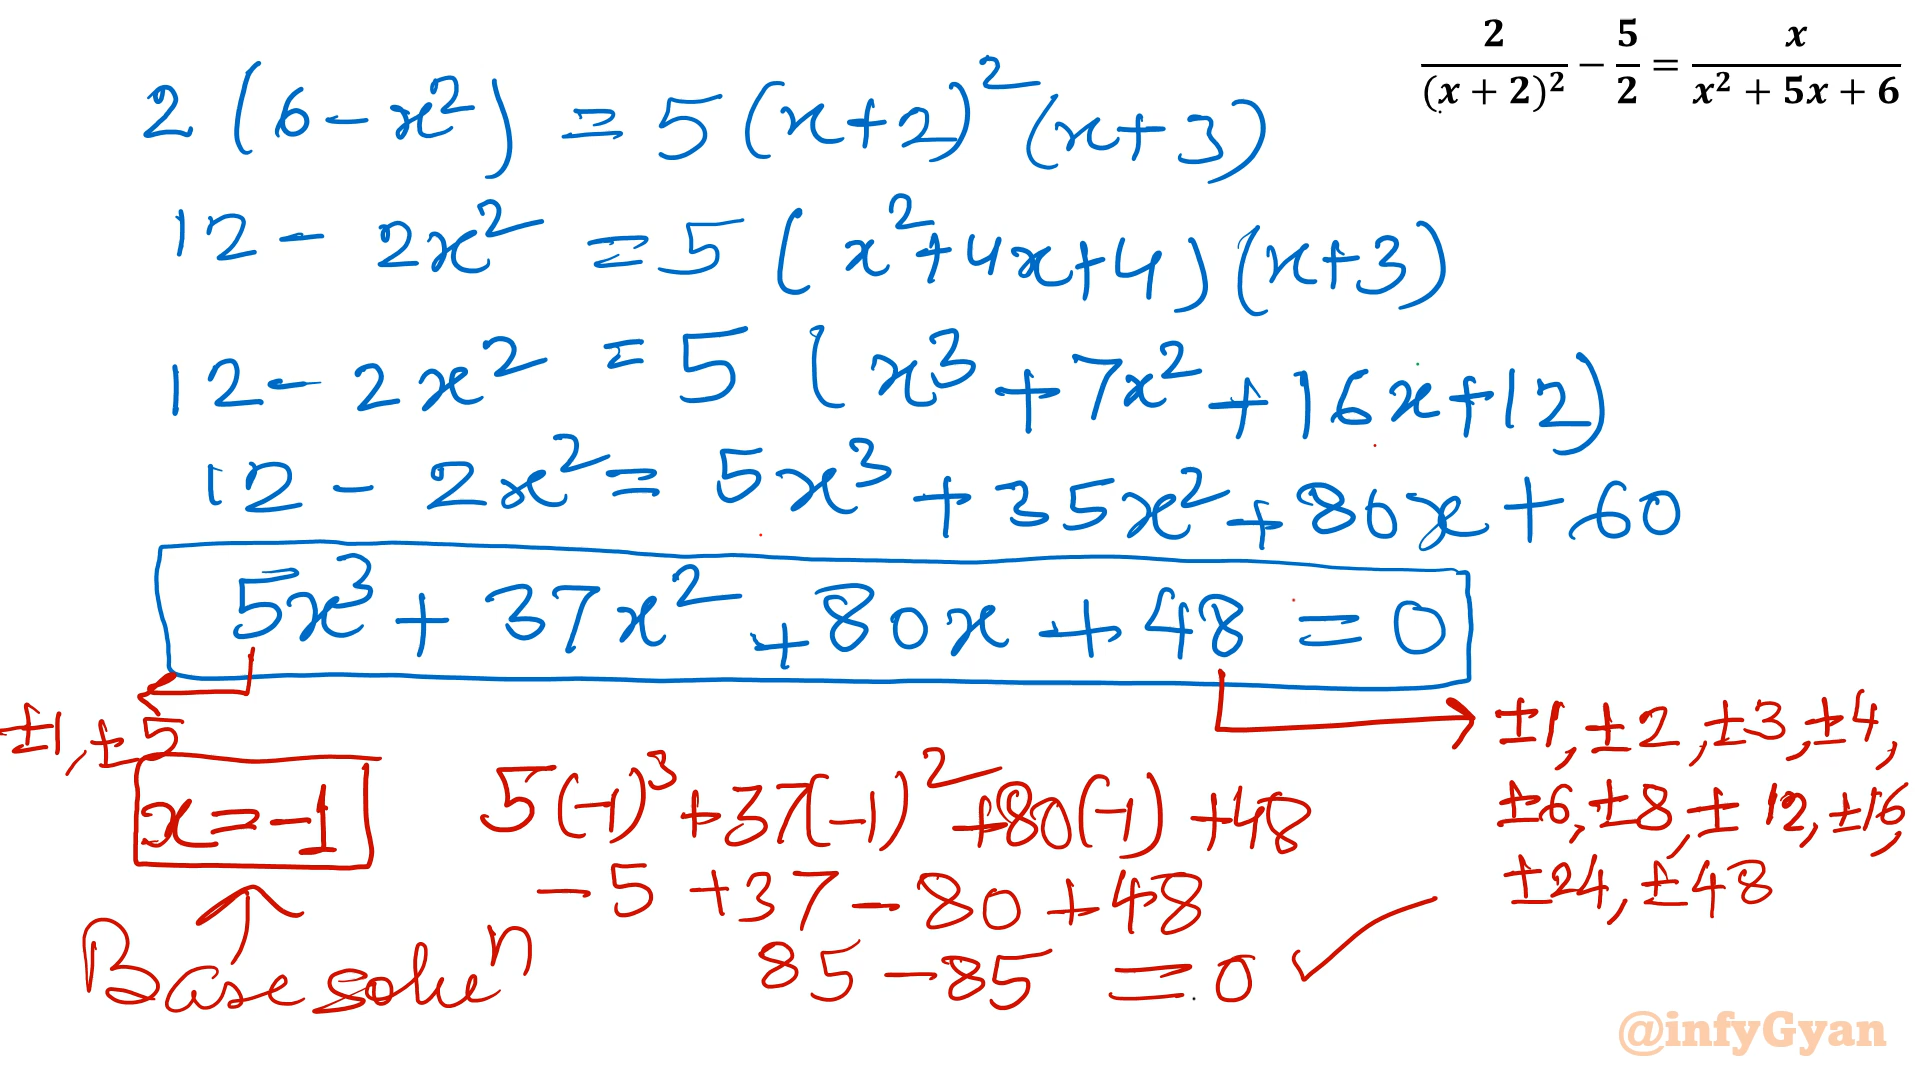 2/(x + 2)² − 5/2 = x/(x² + 5x + 6)
2(6 − x²) = 5(x+2)²(x+3)
12 − 2x² = 5(x²+4x+4)(x+3)
12 − 2x² = 5(x³ + 7x² + 16x + 12)
12 − 2x² = 5x³ + 35x² + 80x + 60
5x³ + 37x² + 80x + 48 = 0
±1, ±5
±1, ±2, ±3, ±4,
±6, ±8, ±12, ±16,
±24, ±48
x = −1
5(−1)³ + 37(−1)² + 80(−1) + 48
− 5 + 37 − 80 + 48
85 − 85 = 0 ✓
Base soluⁿ
@infyGyan